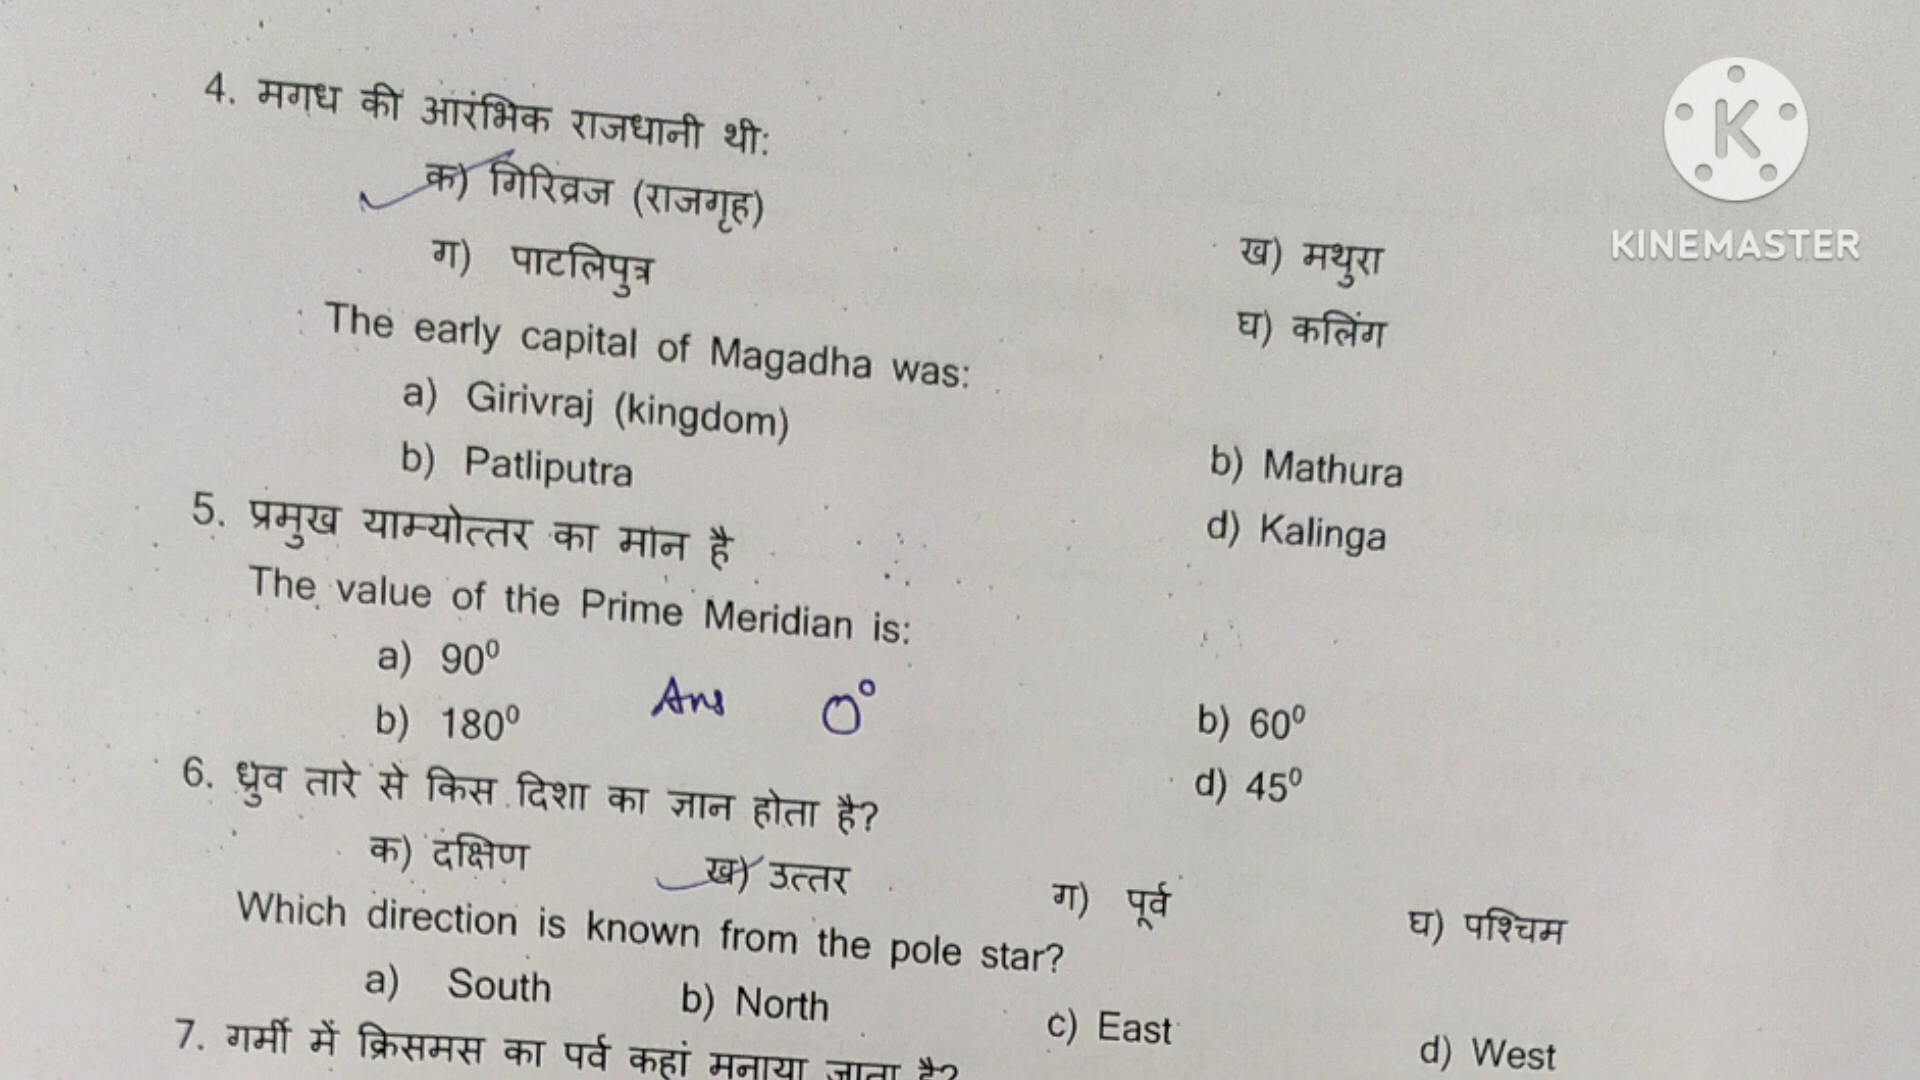 4. मगध की आरंभिक राजधानी थी:
क) गिरिव्रज (राजगृह)
ख) मथुरा
ग) पाटलिपुत्र
घ) कलिंग
The early capital of Magadha was:
a) Girivraj (kingdom)
b) Mathura
b) Patliputra
d) Kalinga
5. प्रमुख याम्योत्तर का मान है
The value of the Prime Meridian is:
a) 90⁰
b) 60⁰
b) 180⁰
Ans 0°
d) 45⁰
6. ध्रुव तारे से किस दिशा का ज्ञान होता है?
क) दक्षिण ख) उत्तर ग) पूर्व घ) पश्चिम
Which direction is known from the pole star?
a) South b) North c) East d) West
7. गर्मी में क्रिसमस का पर्व कहां मनाया जाता है?
K
KINEMASTER